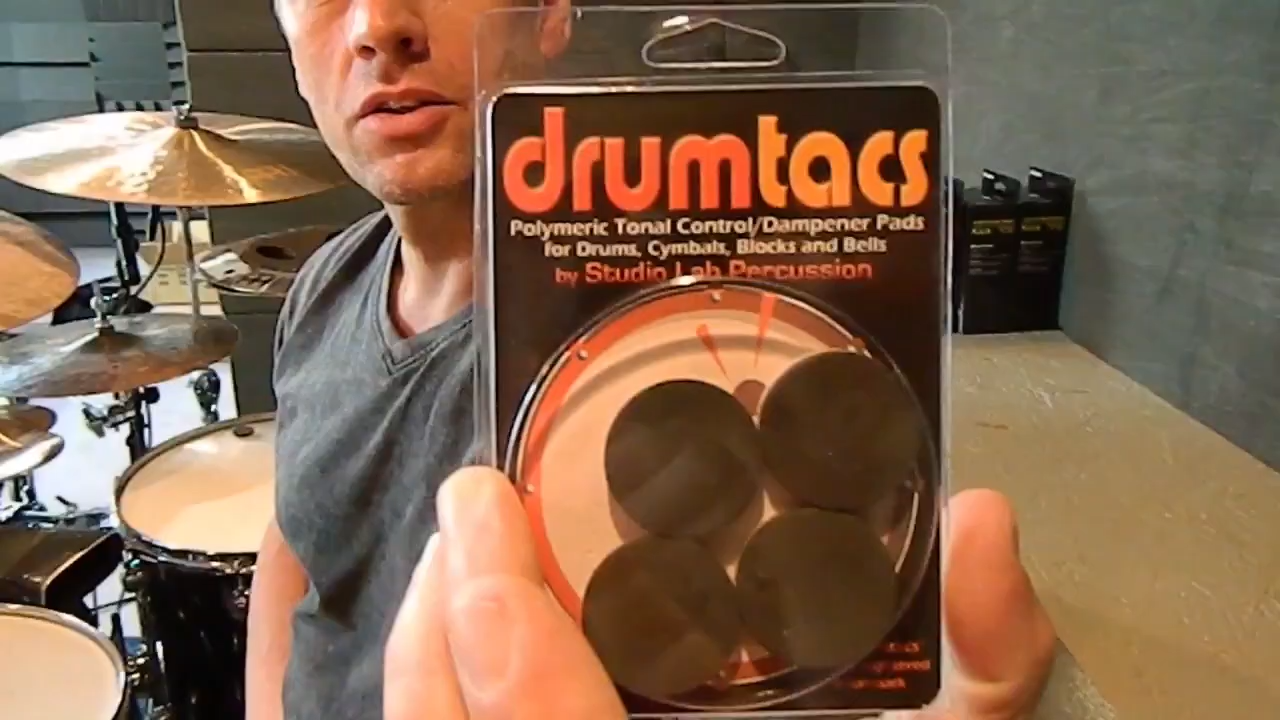 drumtacs
Polymeric Tonal Control/Dampener Pads
for Drums, Cymbals, Blocks and Bells
by Studio Lab Percussion